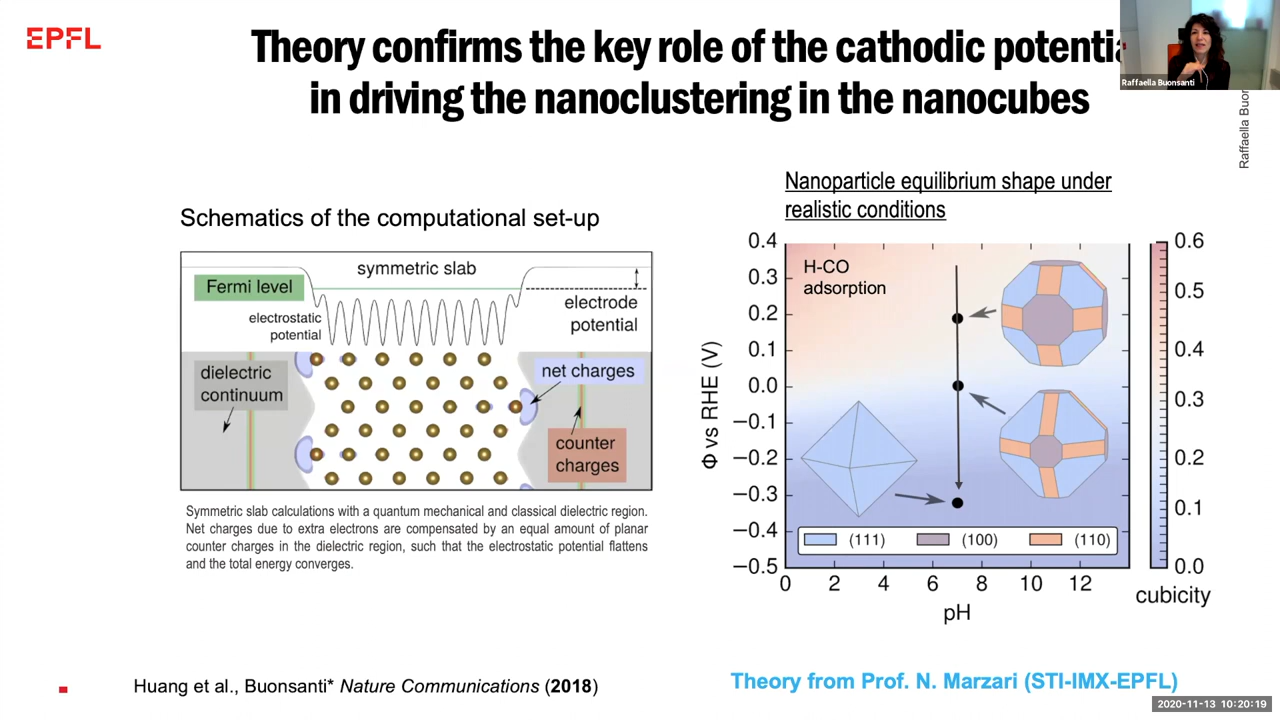 EPFL
Theory confirms the key role of the cathodic potentia
in driving the nanoclustering in the nanocubes
Raffaella Buonsanti
Raffaella Buor
Schematics of the computational set-up
symmetric slab
Fermi level
electrostatic
potential
electrode
potential
dielectric
continuum
net charges
counter
charges
Symmetric slab calculations with a quantum mechanical and classical dielectric region.
Net charges due to extra electrons are compensated by an equal amount of planar
counter charges in the dielectric region, such that the electrostatic potential flattens
and the total energy converges.
Nanoparticle equilibrium shape under
realistic conditions
H-CO
adsorption
Φ vs RHE (V)
0.4
0.3
0.2
0.1
0.0
−0.1
−0.2
−0.3
−0.4
−0.5
(111) (100) (110)
0 2 4 6 8 10 12
pH
0.6
0.5
0.4
0.3
0.2
0.1
0.0
cubicity
Huang et al., Buonsanti* Nature Communications (2018)
Theory from Prof. N. Marzari (STI-IMX-EPFL)
2020-11-13 10:20:19